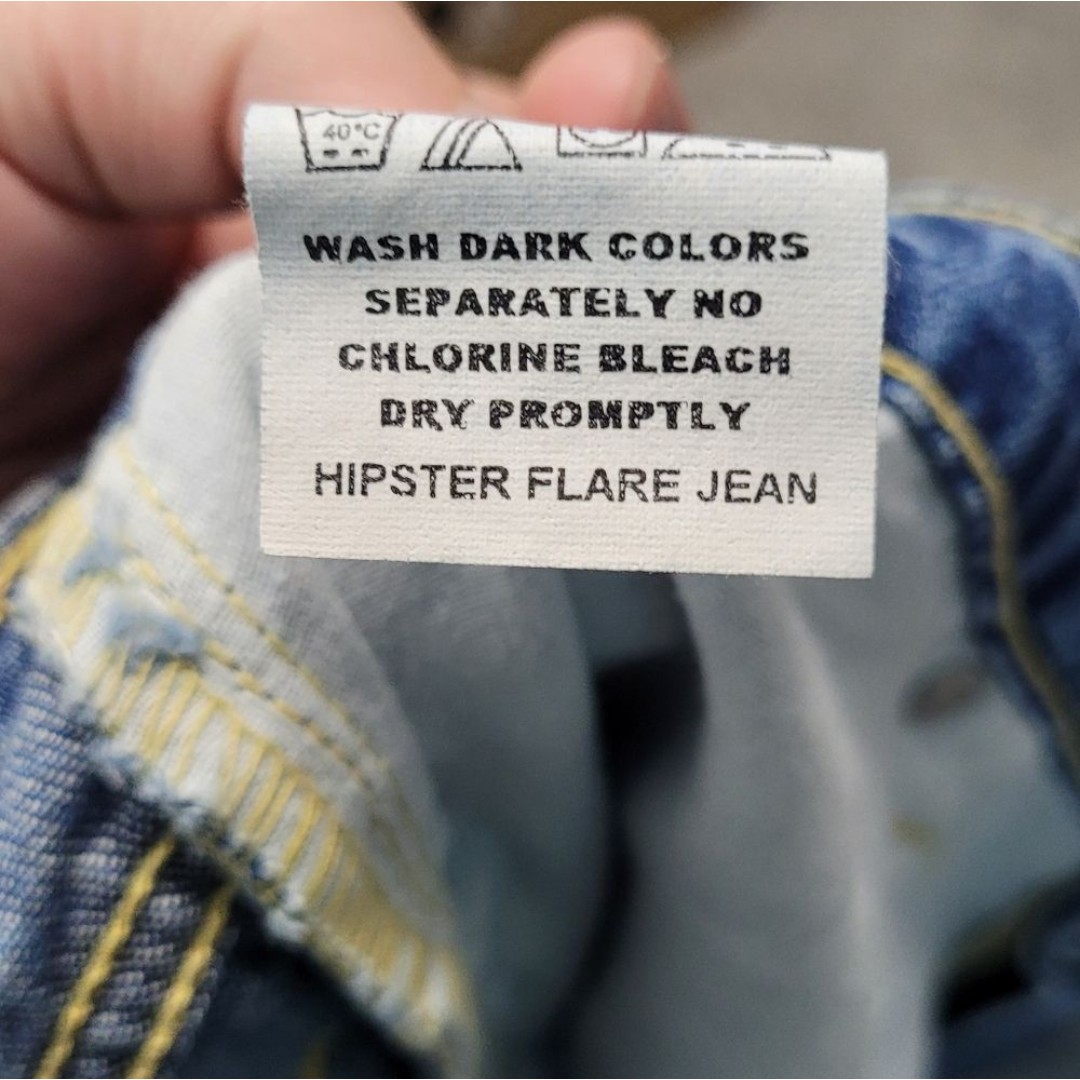 40°C
WASH DARK COLORS
SEPARATELY NO
CHLORINE BLEACH
DRY PROMPTLY
HIPSTER FLARE JEAN